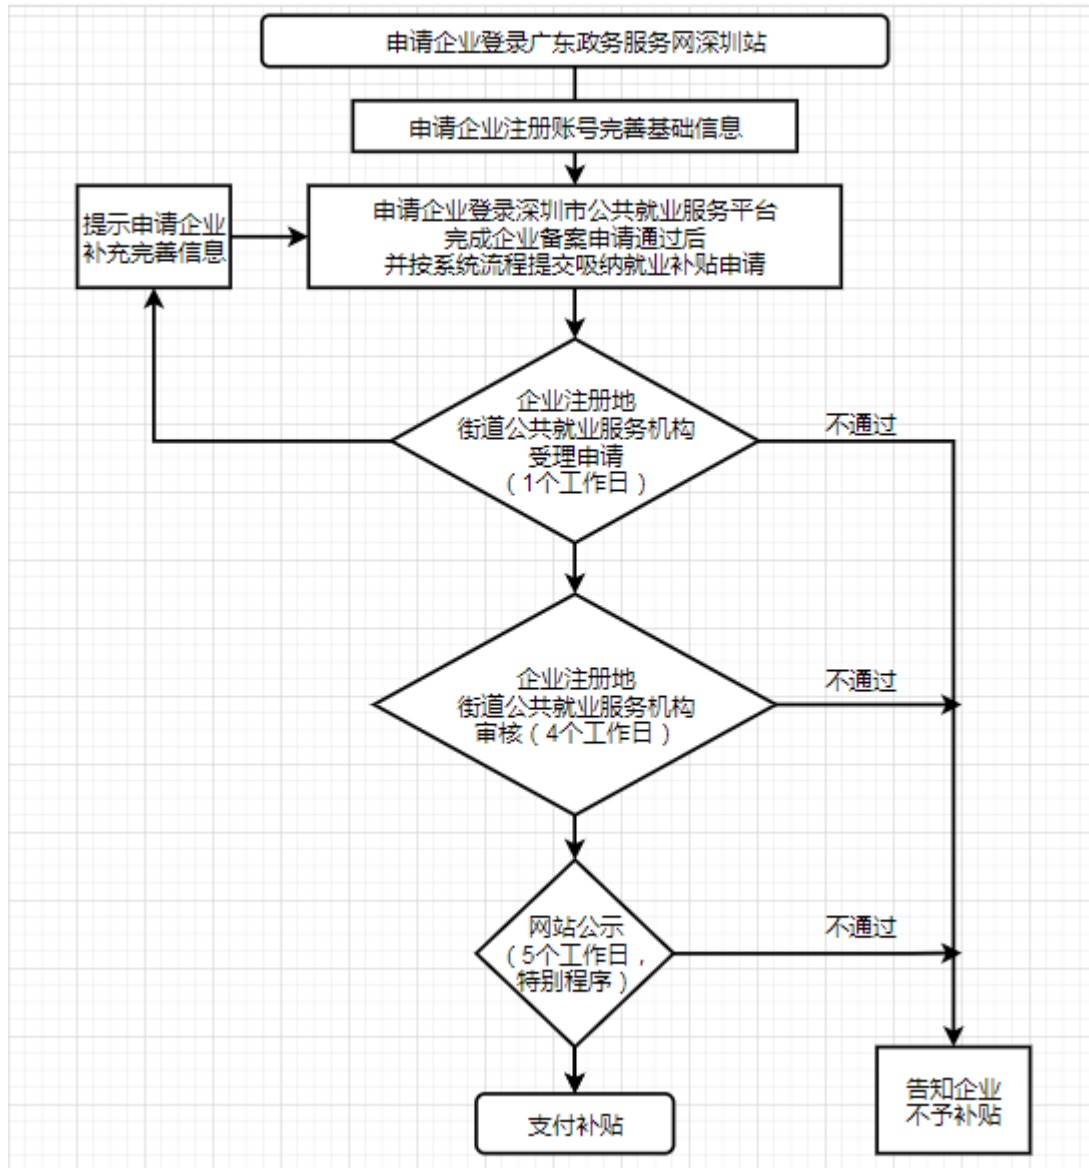 申请企业登录广东政务服务网深圳站
申请企业注册账号完善基础信息
提示申请企业
补充完善信息
申请企业登录深圳市公共就业服务平台
完成企业备案申请通过后
并按系统流程提交吸纳就业补贴申请
企业注册地
街道公共就业服务机构
受理申请
（1个工作日）
不通过
企业注册地
街道公共就业服务机构
审核（4个工作日）
不通过
网站公示
（5个工作日，
特别程序）
不通过
支付补贴
告知企业
不予补贴